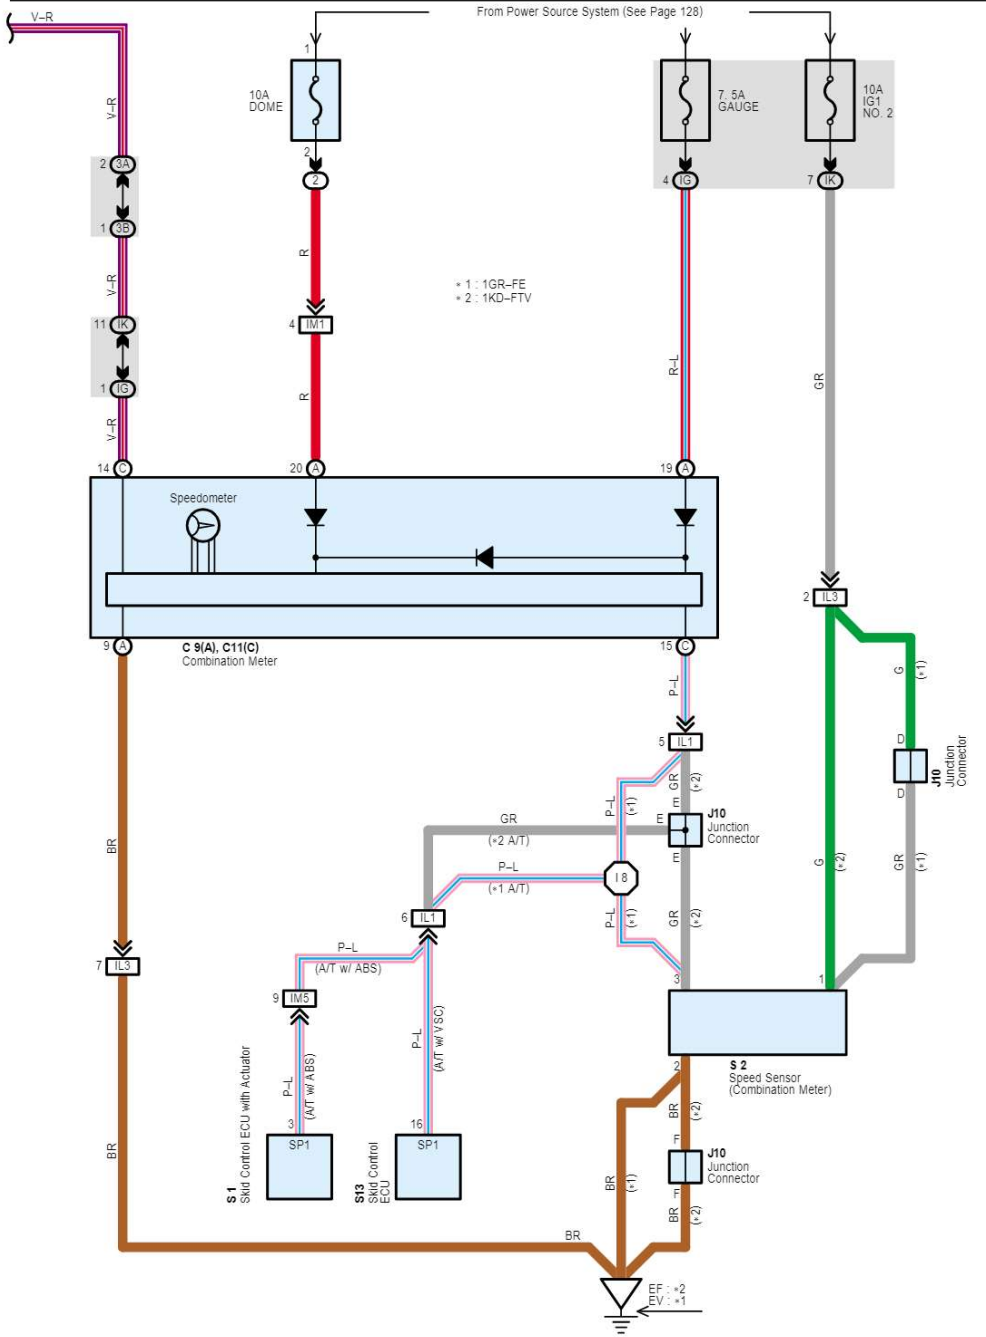 From Power Source System (See Page 128)
V–R
1
10A
DOME
7. 5A
GAUGE
10A
IG1
NO. 2
V–R
2
2 3A
2
4 IG
7 IK
1 3B
R
V–R
* 1 : 1GR–FE
* 2 : 1KD–FTV
11 IK
4 IM1
R–L
GR
1 IG
R
V–R
14 C
20 A
19 A
Speedometer
2 IL3
9 A
C 9(A), C11(C)
Combination Meter
15 C
G
(*1)
P–L
5 IL1
D
J10
Junction
Connector
D
GR
(*2)
P–L
(*1)
E
J10
Junction
Connector
E
E
GR
(*2 A/T)
BR
P–L
(*1 A/T)
I 8
G
(*2)
GR
(*1)
6 IL1
P–L
(*1)
GR
(*2)
P–L
(A/T w/ ABS)
7 IL3
3
1
9 IM5
P–L
(A/T w/ VSC)
S 2
Speed Sensor
(Combination Meter)
2
P–L
(A/T w/ ABS)
BR
(*2)
3
SP1
16
SP1
F
J10
Junction
Connector
F
S 1
Skid Control ECU with Actuator
S13
Skid Control
ECU
BR
BR
(*1)
BR
(*2)
BR
EF : *2
EV : *1